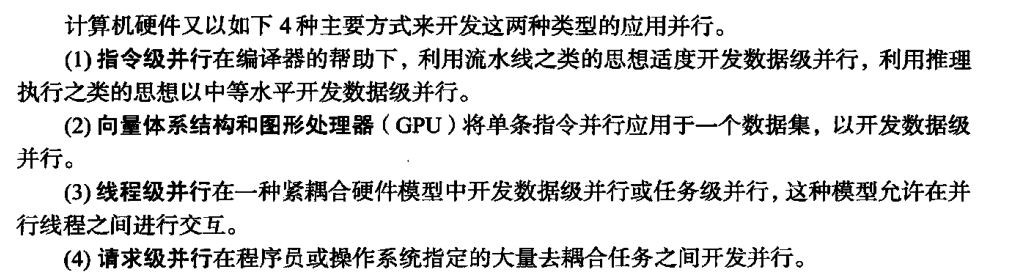 计算机硬件又以如下4种主要方式来开发这两种类型的应用并行。
(1) 指令级并行在编译器的帮助下，利用流水线之类的思想适度开发数据级并行，利用推理
执行之类的思想以中等水平开发数据级并行。
(2) 向量体系结构和图形处理器（GPU）将单条指令并行应用于一个数据集，以开发数据级
并行。
(3) 线程级并行在一种紧耦合硬件模型中开发数据级并行或任务级并行，这种模型允许在并
行线程之间进行交互。
(4) 请求级并行在程序员或操作系统指定的大量去耦合任务之间开发并行。